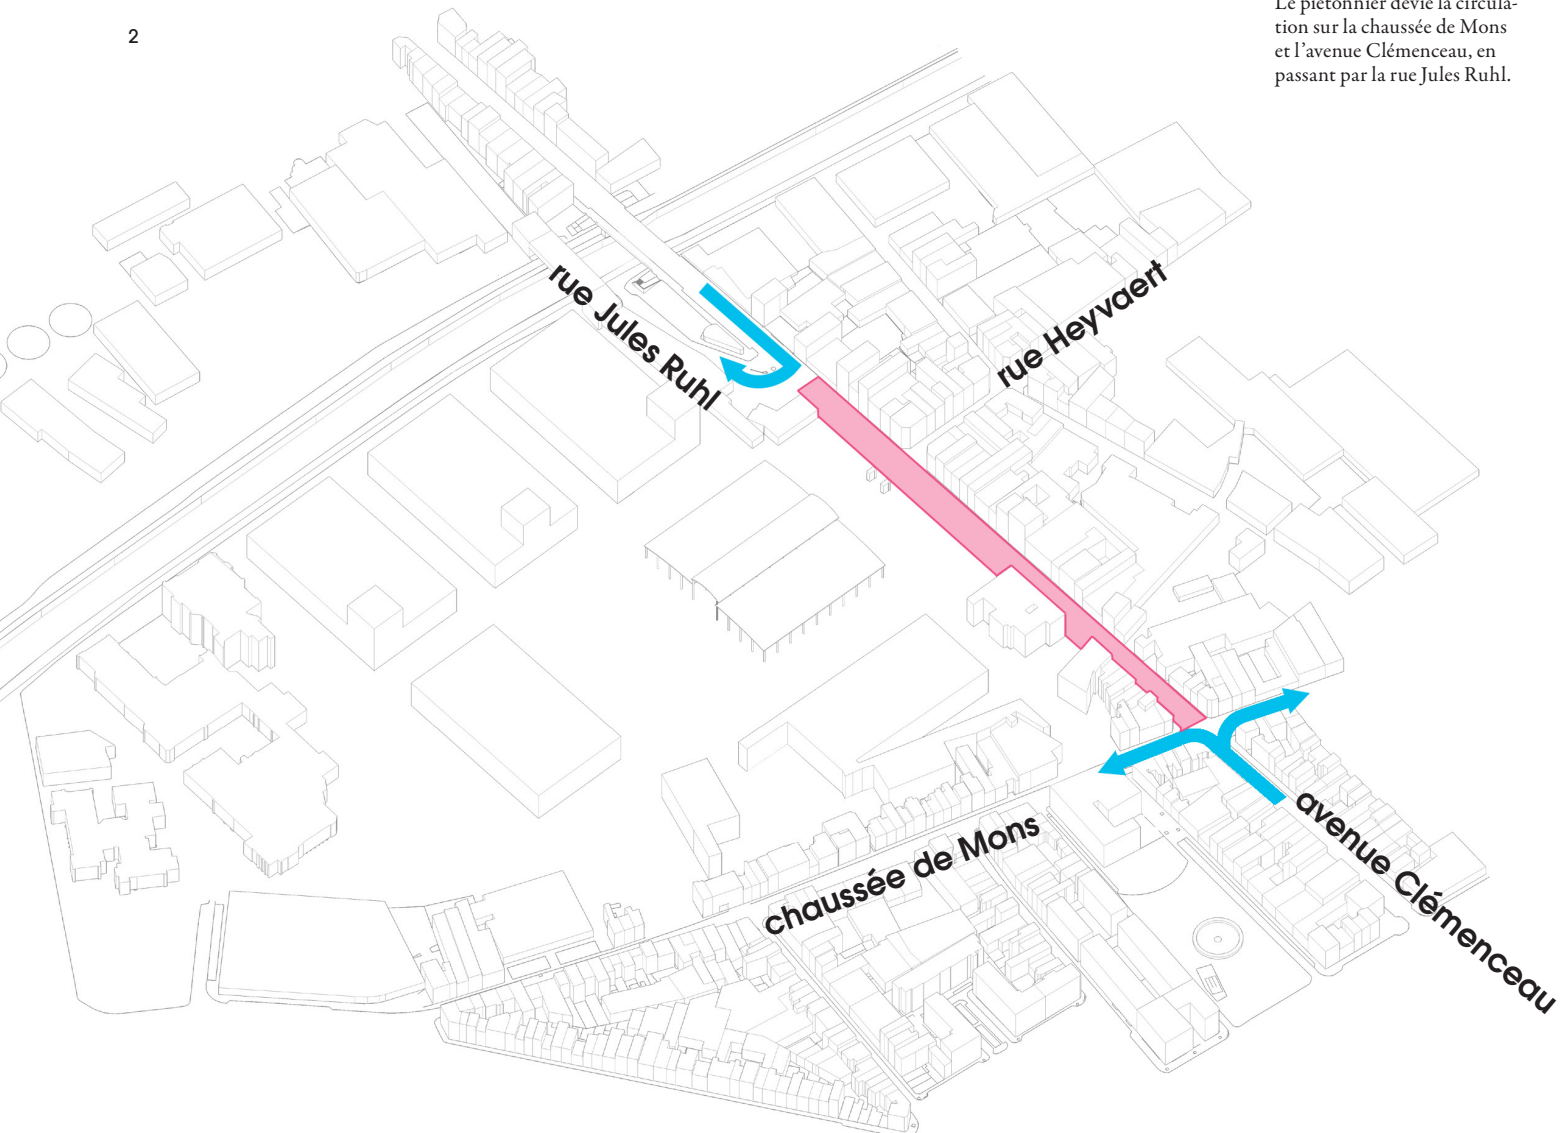 2
Le piétonnier dévie la circula-
tion sur la chaussée de Mons
et l'avenue Clémenceau, en
passant par la rue Jules Ruhl.
rue Jules Ruhl
rue Heyvaert
chaussée de Mons
avenue Clémenceau